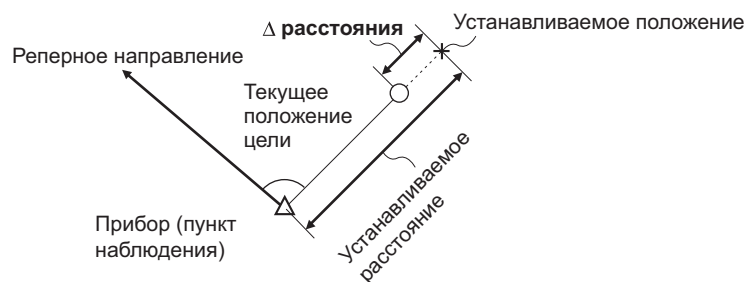 Устанавливаемое положение
Δ расстояния
Реперное направление
Текущее
положение
цели
Устанавливаемое
расстояние
Прибор (пункт
наблюдения)